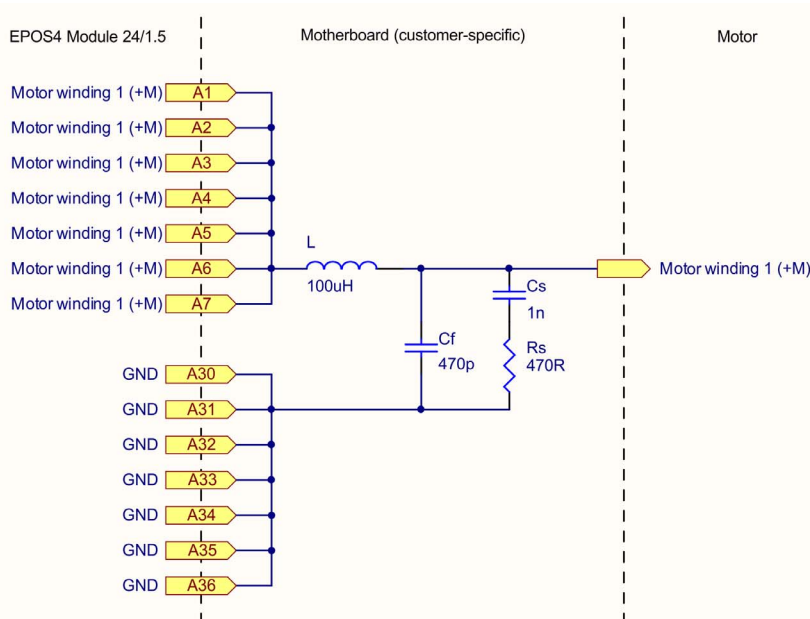 EPOS4 Module 24/1.5
Motherboard (customer-specific)
Motor
Motor winding 1 (+M) A1
Motor winding 1 (+M) A2
Motor winding 1 (+M) A3
Motor winding 1 (+M) A4
Motor winding 1 (+M) A5
Motor winding 1 (+M) A6
Motor winding 1 (+M) A7
L
100uH
Cs
1n
Motor winding 1 (+M)
Cf
470p
Rs
470R
GND A30
GND A31
GND A32
GND A33
GND A34
GND A35
GND A36